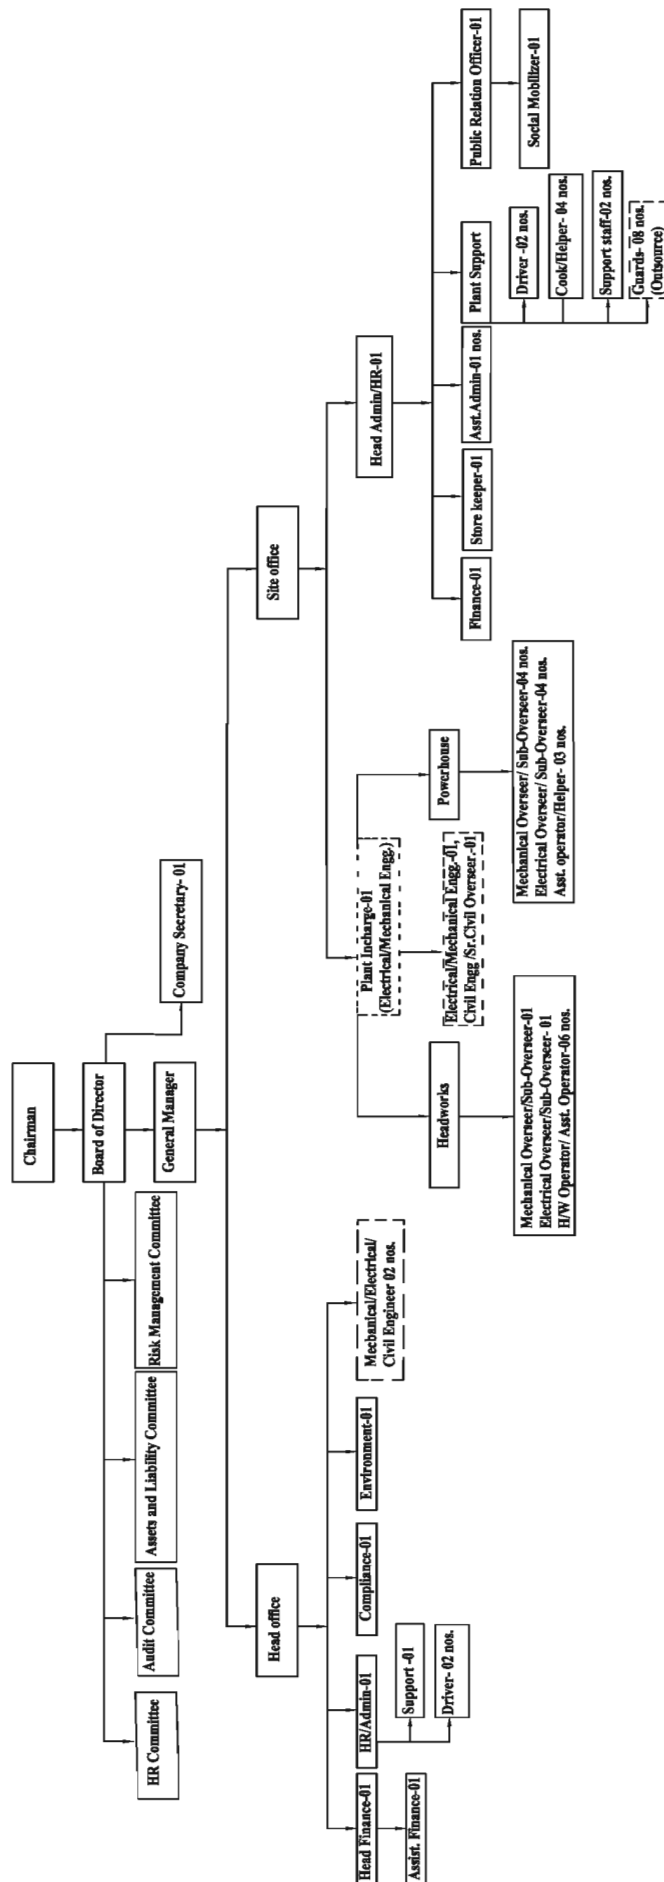 Chairman
Board of Director
Company Secretary- 01
General Manager
HR Committee
Audit Committee
Assets and Liability Committee
Risk Management Committee
Head office
Site office
Head Finance-01
Assist. Finance-01
HR/Admin-01
Support -01
Driver- 02 nos.
Compliance-01
Environment-01
Mechanical/Electrical/
Civil Engineer 02 nos.
Plant Incharge-01
(Electrical/Mechanical Engg.)
Headworks
Mechanical Overseer/Sub-Overseer-01
Electrical Overseer/Sub-Overseer- 01
H/W Operator/ Asst. Operator-06 nos.
Electrical/Mechanical Engg.-01,
Civil Engg /Sr.Civil Overseer.-01
Powerhouse
Mechanical Overseer/ Sub-Overseer-04 nos.
Electrical Overseer/ Sub-Overseer-04 nos.
Asst. operator/Helper- 03 nos.
Head Admin/HR-01
Finance-01
Store keeper-01
Asst.Admin-01 nos.
Plant Support
Driver -02 nos.
Cook/Helper- 04 nos.
Support staff-02 nos.
Guards- 08 nos.
(Outsource)
Public Relation Officer-01
Social Mobilizer-01